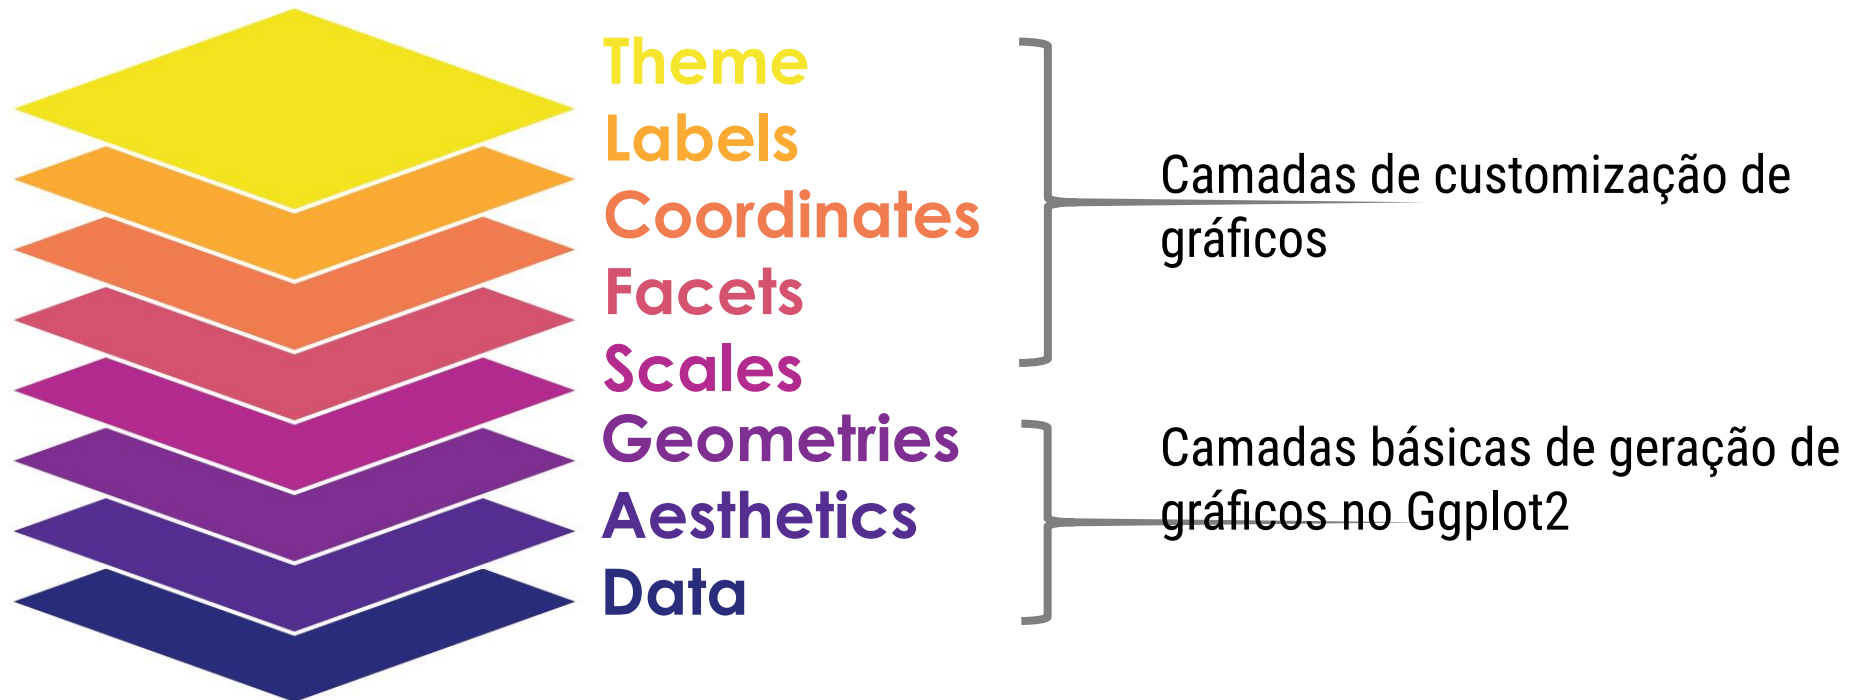 Theme
Labels
Coordinates
Facets
Scales
Geometries
Aesthetics
Data
Camadas de customização de
gráficos
Camadas básicas de geração de
gráficos no Ggplot2